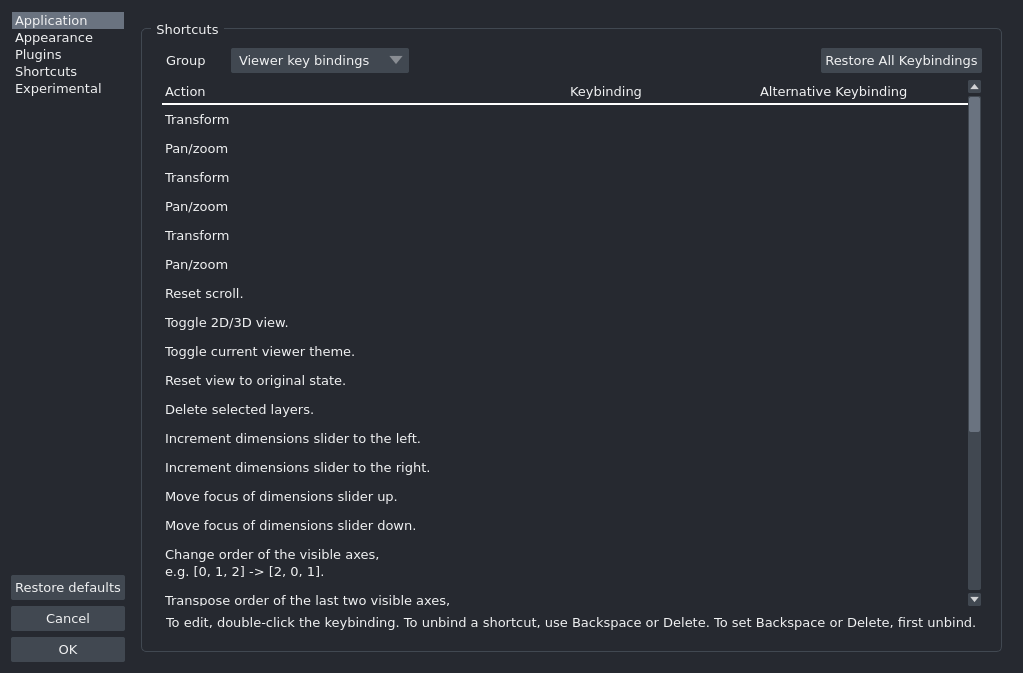 Application
Appearance
Plugins
Shortcuts
Experimental
Shortcuts
Group
Viewer key bindings
Restore All Keybindings
Action Keybinding Alternative Keybinding
Transform
Pan/zoom
Transform
Pan/zoom
Transform
Pan/zoom
Reset scroll.
Toggle 2D/3D view.
Toggle current viewer theme.
Reset view to original state.
Delete selected layers.
Increment dimensions slider to the left.
Increment dimensions slider to the right.
Move focus of dimensions slider up.
Move focus of dimensions slider down.
Change order of the visible axes,
e.g. [0, 1, 2] -> [2, 0, 1].
Transpose order of the last two visible axes,
To edit, double-click the keybinding. To unbind a shortcut, use Backspace or Delete. To set Backspace or Delete, first unbind.
Restore defaults
Cancel
OK